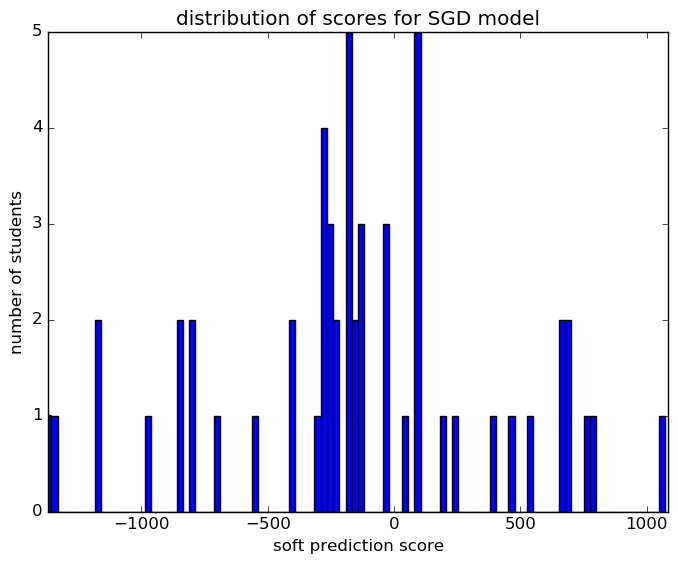 distribution of scores for SGD model
5
4
3
2
1
0
number of students
−1000 −500 0 500 1000
soft prediction score